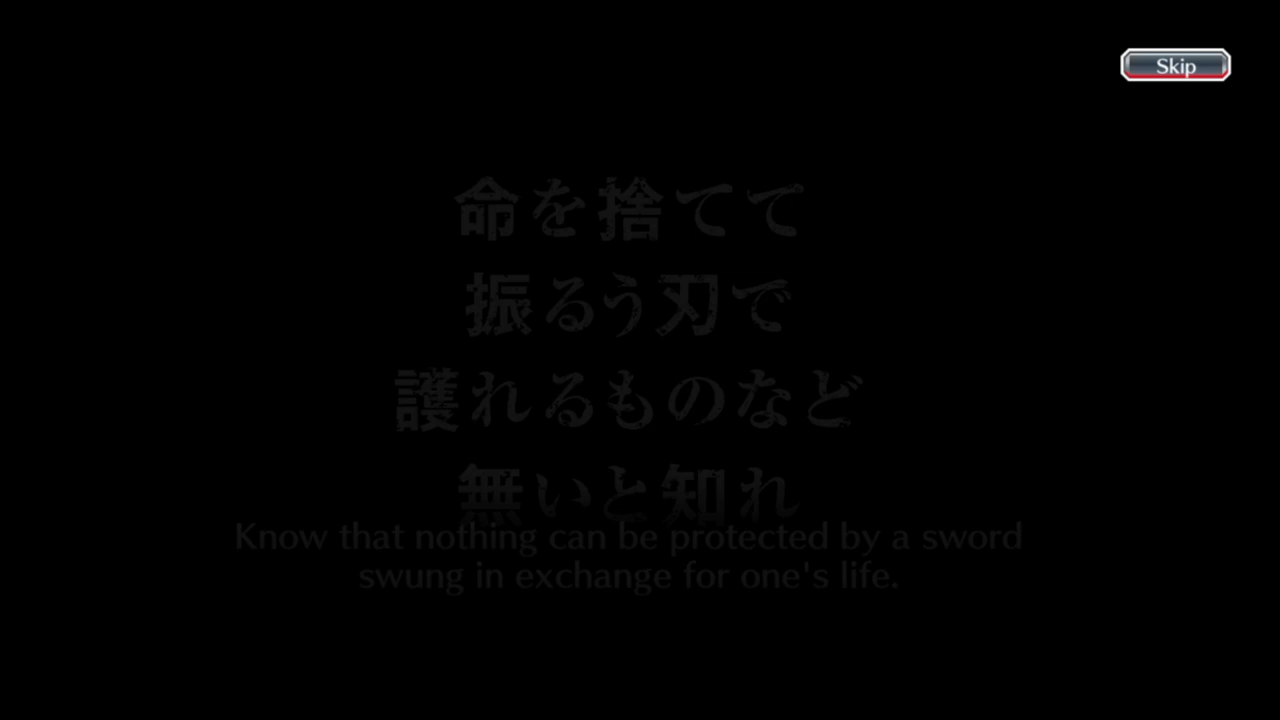 Skip
命を捨てて
振るう刃で
護れるものなど
無いと知れ
Know that nothing can be protected by a sword
swung in exchange for one's life.